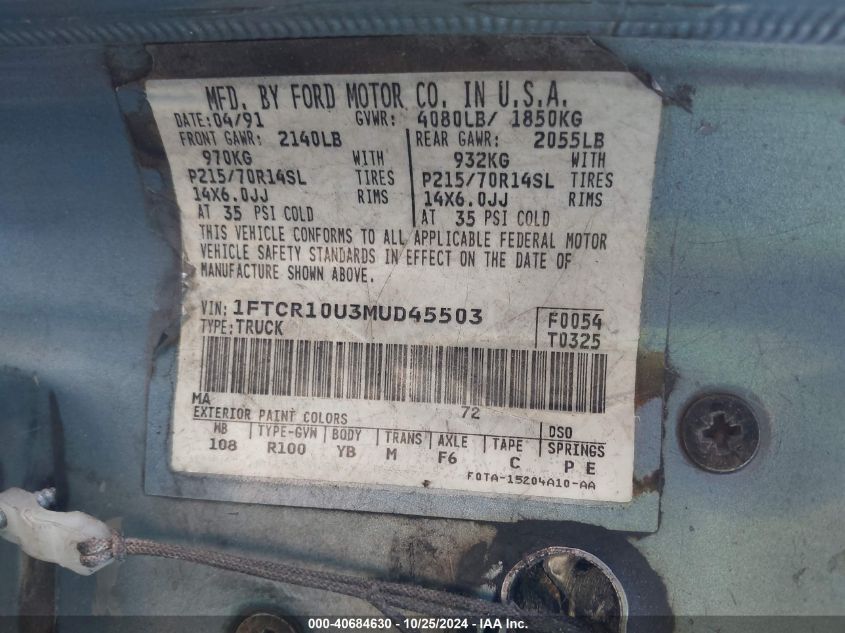 MFD. BY FORD MOTOR CO. IN U.S.A.
DATE: 04/91 GVWR: 4080LB/ 1850KG
FRONT GAWR: 2140LB REAR GAWR: 2055LB
970KG WITH 932KG WITH
P215/70R14SL TIRES P215/70R14SL TIRES
14X6.0JJ RIMS 14X6.0JJ RIMS
AT 35 PSI COLD AT 35 PSI COLD
THIS VEHICLE CONFORMS TO ALL APPLICABLE FEDERAL MOTOR
VEHICLE SAFETY STANDARDS IN EFFECT ON THE DATE OF
MANUFACTURE SHOWN ABOVE.
VIN: 1FTCR10U3MUD45503 F0054
TYPE: TRUCK T0325
MA 72
EXTERIOR PAINT COLORS DSO
WB TYPE-GVW BODY TRANS AXLE TAPE SPRINGS
108 R100 YB M F6 C P E
F0TA-15204A10-AA
000-40684630 - 10/25/2024 - IAA Inc.